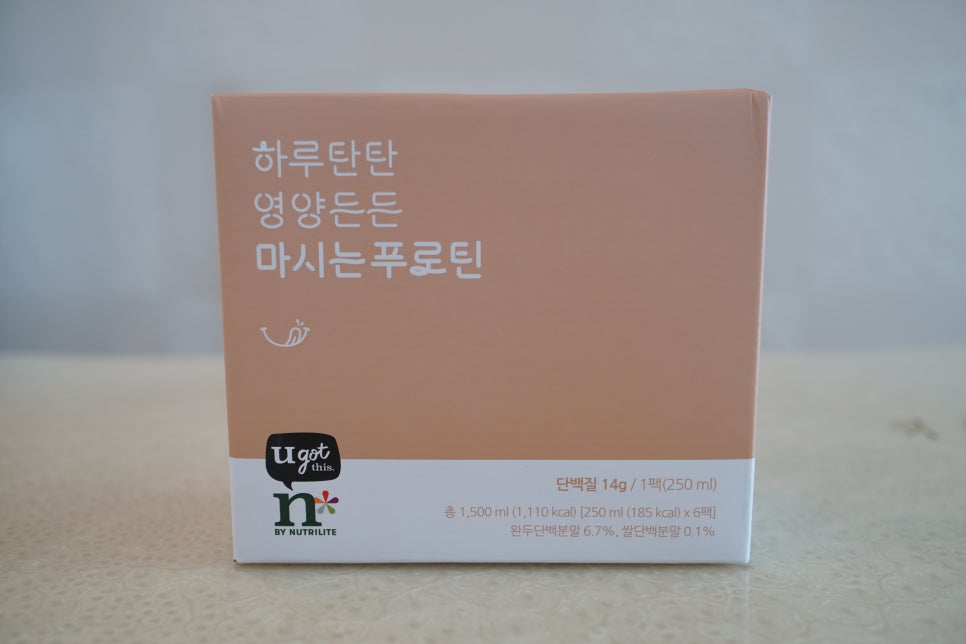 하루탄탄
영양든든
마시는푸로틴
u got
this.
n*
BY NUTRILITE
단백질 14g / 1팩(250 ml)
총 1,500 ml (1,110 kcal) [250 ml (185 kcal) x 6팩]
완두단백분말 6.7%, 쌀단백분말 0.1%